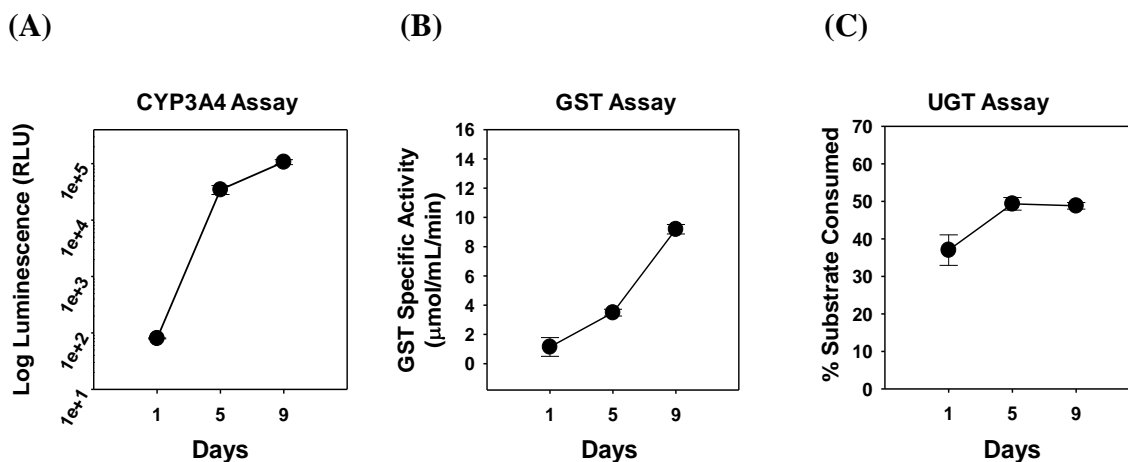 (A)
(B)
(C)
CYP3A4 Assay
Log Luminescence (RLU)
1e+5
1e+4
1e+3
1e+2
1e+1
1 5 9
Days
GST Assay
GST Specific Activity
(μmol/mL/min)
16
14
12
10
8
6
4
2
0
1 5 9
Days
UGT Assay
% Substrate Consumed
70
60
50
40
30
20
10
0
1 5 9
Days